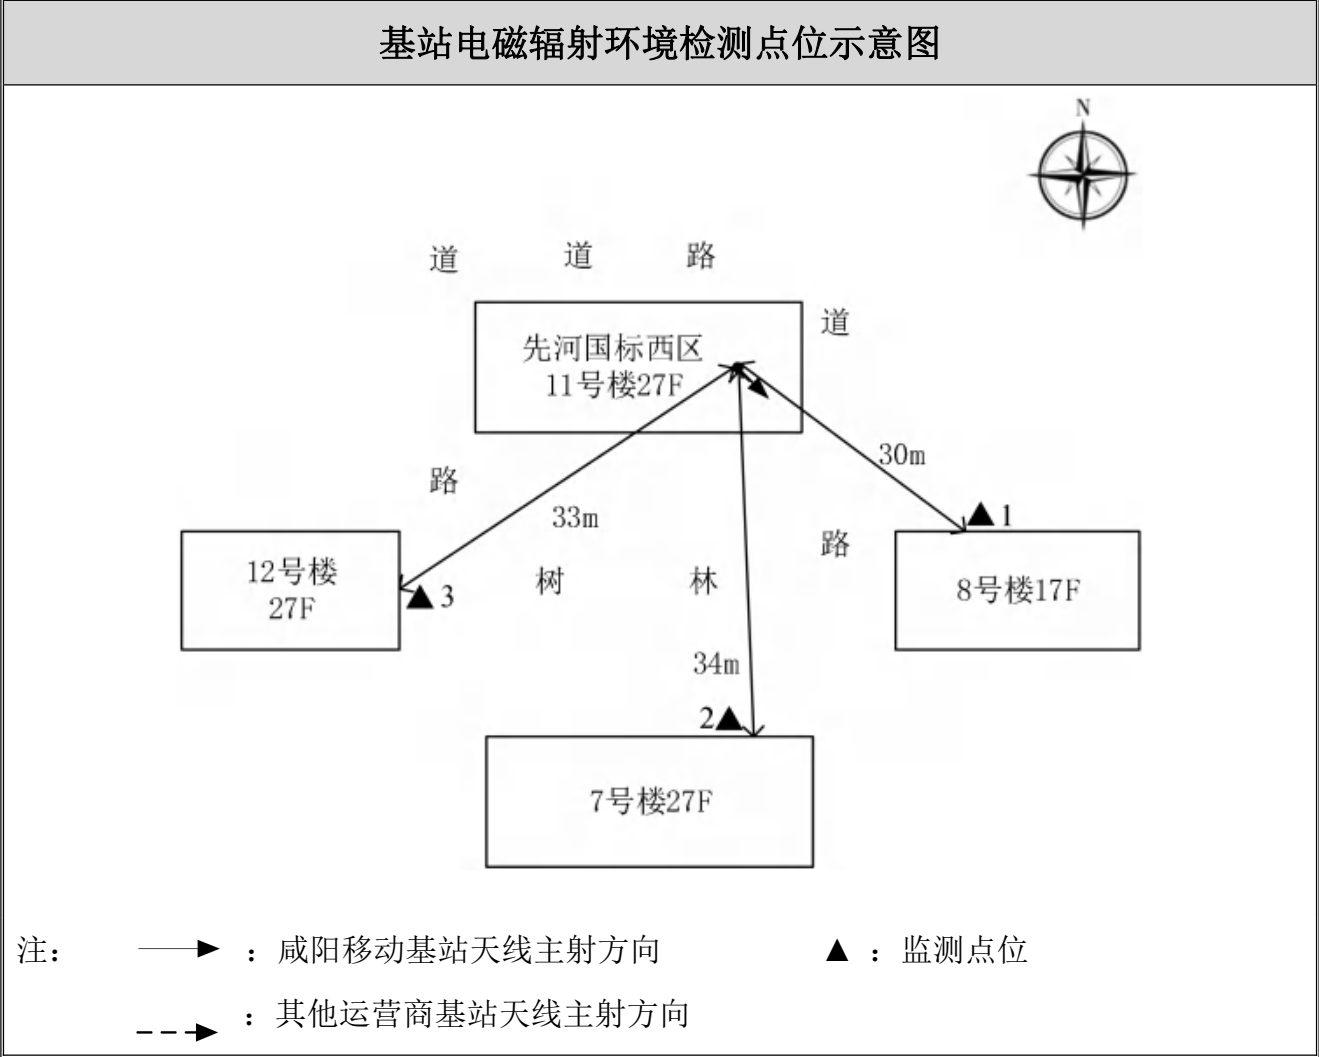 基站电磁辐射环境检测点位示意图
N
道 道 路
道
先河国标西区
11号楼27F
30m
路
33m
▲1
路
12号楼
27F
▲3
树 林
8号楼17F
34m
2▲
7号楼27F
注： ：咸阳移动基站天线主射方向 ▲：监测点位
：其他运营商基站天线主射方向